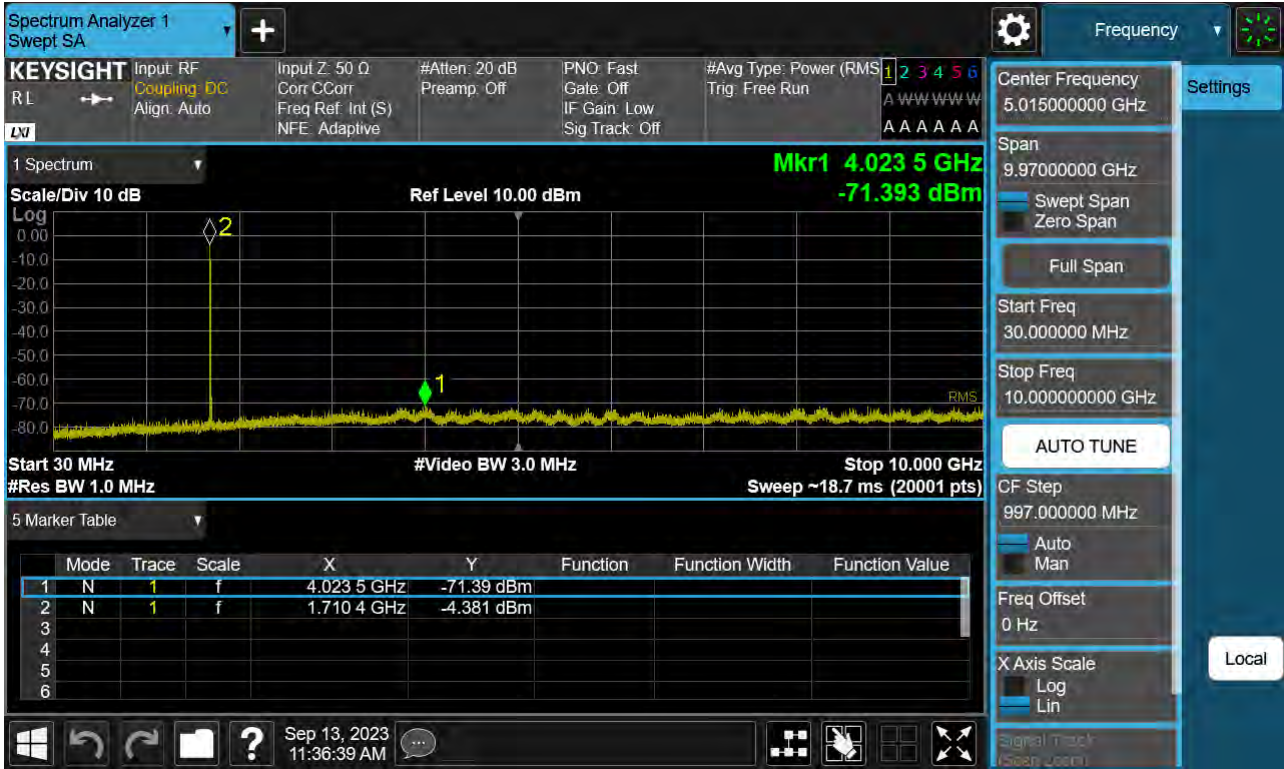 Spectrum Analyzer 1
Swept SA
Frequency
KEYSIGHT
RL
LXI
Input: RF
Coupling: DC
Align: Auto
Input Z: 50 Ω
Corr CCorr
Freq Ref: Int (S)
NFE: Adaptive
#Atten: 20 dB
Preamp: Off
PNO: Fast
Gate: Off
IF Gain: Low
Sig Track: Off
#Avg Type: Power (RMS
Trig: Free Run
1 2 3 4 5 6
A W W W W W
A A A A A A
1 Spectrum
Mkr1 4.023 5 GHz
-71.393 dBm
Scale/Div 10 dB
Ref Level 10.00 dBm
Log
0.00
-10.0
-20.0
-30.0
-40.0
-50.0
-60.0
-70.0
-80.0
2
1
RMS
Start 30 MHz
#Video BW 3.0 MHz
Stop 10.000 GHz
#Res BW 1.0 MHz
Sweep ~18.7 ms (20001 pts)
5 Marker Table
Mode Trace Scale X Y Function Function Width Function Value
1 N 1 f 4.023 5 GHz -71.39 dBm
2 N 1 f 1.710 4 GHz -4.381 dBm
3
4
5
6
Sep 13, 2023
11:36:39 AM
Center Frequency
5.015000000 GHz
Span
9.97000000 GHz
Swept Span
Zero Span
Full Span
Start Freq
30.000000 MHz
Stop Freq
10.000000000 GHz
AUTO TUNE
CF Step
997.000000 MHz
Auto
Man
Freq Offset
0 Hz
X Axis Scale
Log
Lin
Signal Track
(Span Zoom)
Settings
Local